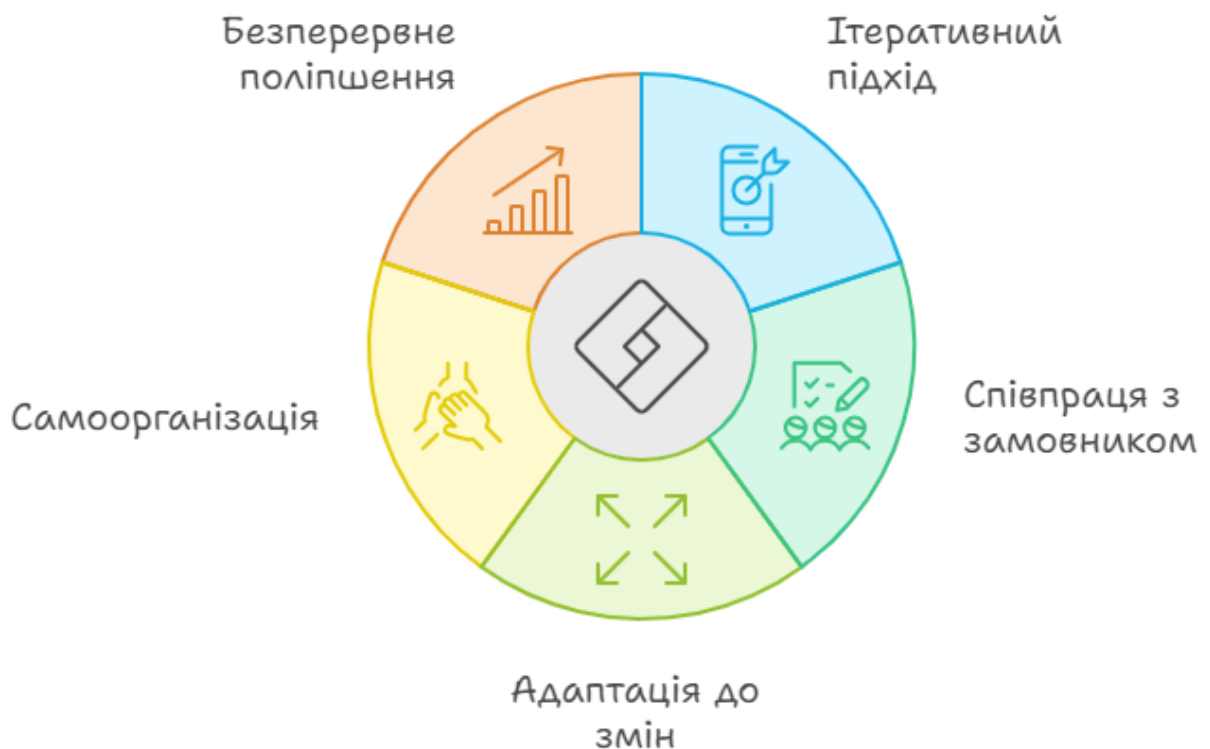 Безперервне
поліпшення
Ітеративний
підхід
Самоорганізація
Співпраця з
замовником
Адаптація до
змін